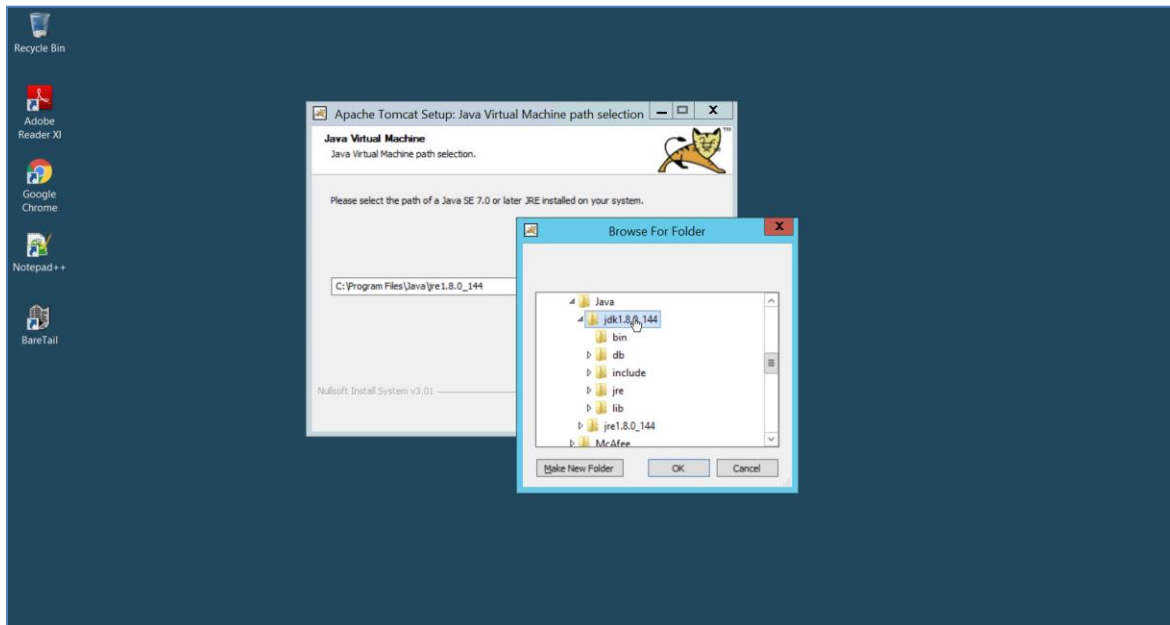 Recycle Bin
Adobe
Reader XI
Google
Chrome
Notepad++
BareTail
Apache Tomcat Setup: Java Virtual Machine path selection
Java Virtual Machine
Java Virtual Machine path selection.
TM
Please select the path of a Java SE 7.0 or later JRE installed on your system.
C:\Program Files\Java\jre1.8.0_144
Nullsoft Install System v3.01
Browse For Folder
Java
jdk1.8.0_144
bin
db
include
jre
lib
jre1.8.0_144
McAfee
Make New Folder
OK
Cancel